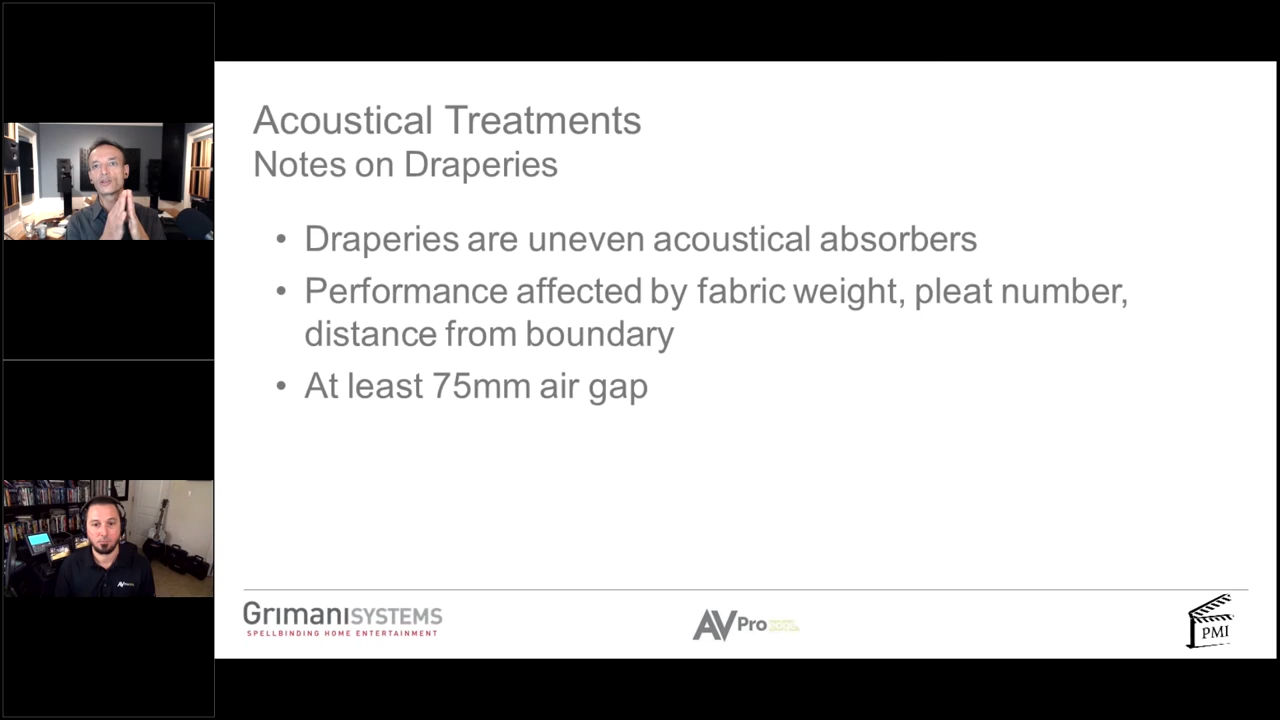 Acoustical Treatments
Notes on Draperies
• Draperies are uneven acoustical absorbers
• Performance affected by fabric weight, pleat number,
distance from boundary
• At least 75mm air gap
GrimaniSYSTEMS
SPELLBINDING HOME ENTERTAINMENT
AVPro edge
PMI